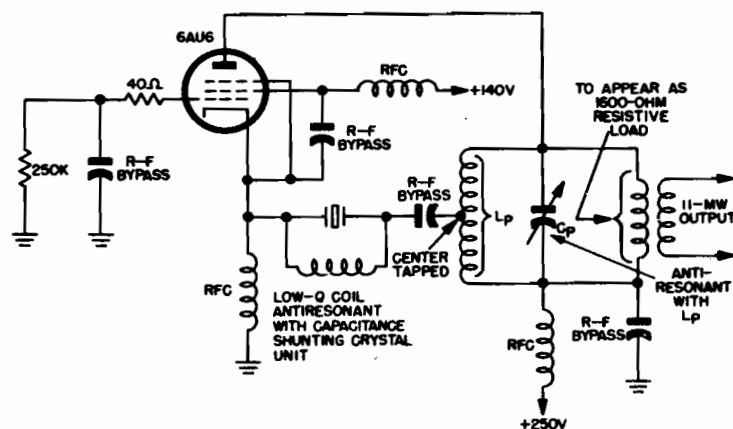 6AU6
RFC
+140V
40Ω
250K
R-F
BYPASS
R-F
BYPASS
R-F
BYPASS
CENTER
TAPPED
Lp
Cp
TO APPEAR AS
1600-OHM
RESISTIVE
LOAD
11-MW
OUTPUT
ANTI-
RESONANT
WITH
Lp
RFC
LOW-Q COIL
ANTIRESONANT
WITH CAPACITANCE
SHUNTING CRYSTAL
UNIT
RFC
R-F
BYPASS
+250V